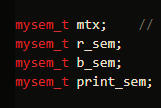 mysem_t mtx; //
mysem_t r_sem;
mysem_t b_sem;
mysem_t print_sem;